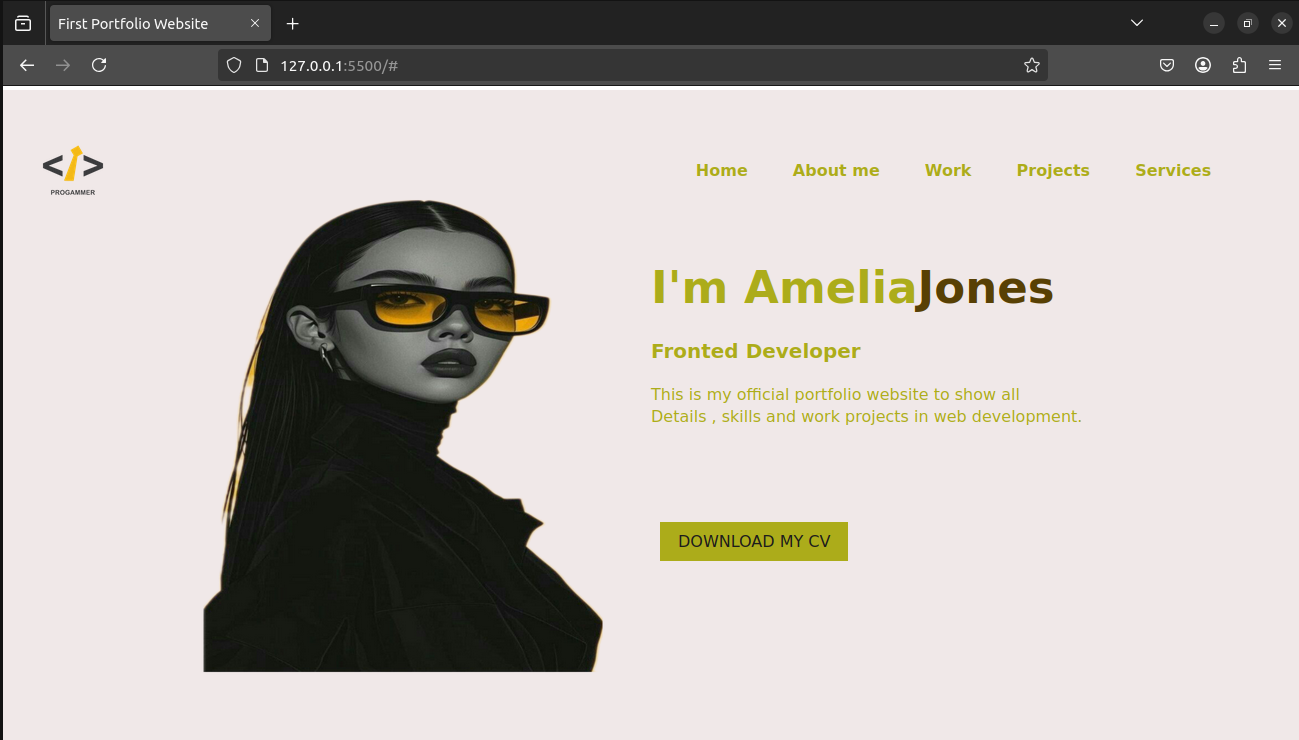 First Portfolio Website
127.0.0.1:5500/#
PROGAMMER
Home About me Work Projects Services
I'm AmeliaJones
Fronted Developer
This is my official portfolio website to show all
Details , skills and work projects in web development.
DOWNLOAD MY CV